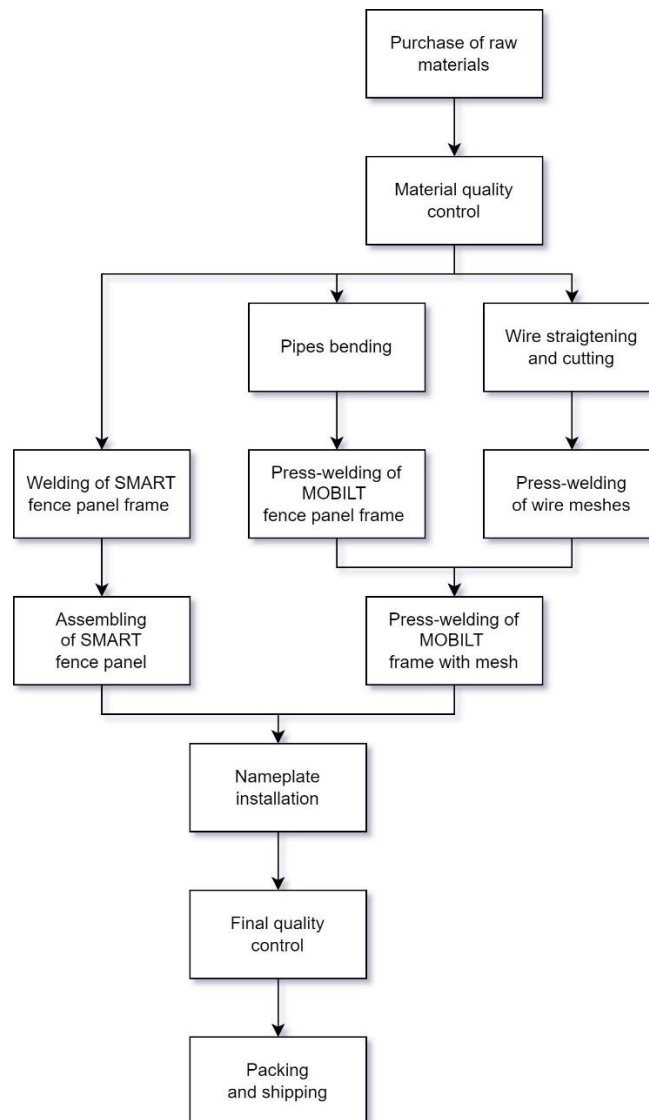 Purchase of raw
materials
Material quality
control
Pipes bending
Wire straigtening
and cutting
Welding of SMART
fence panel frame
Press-welding of
MOBILT
fence panel frame
Press-welding
of wire meshes
Assembling
of SMART
fence panel
Press-welding of
MOBILT
frame with mesh
Nameplate
installation
Final quality
control
Packing
and shipping